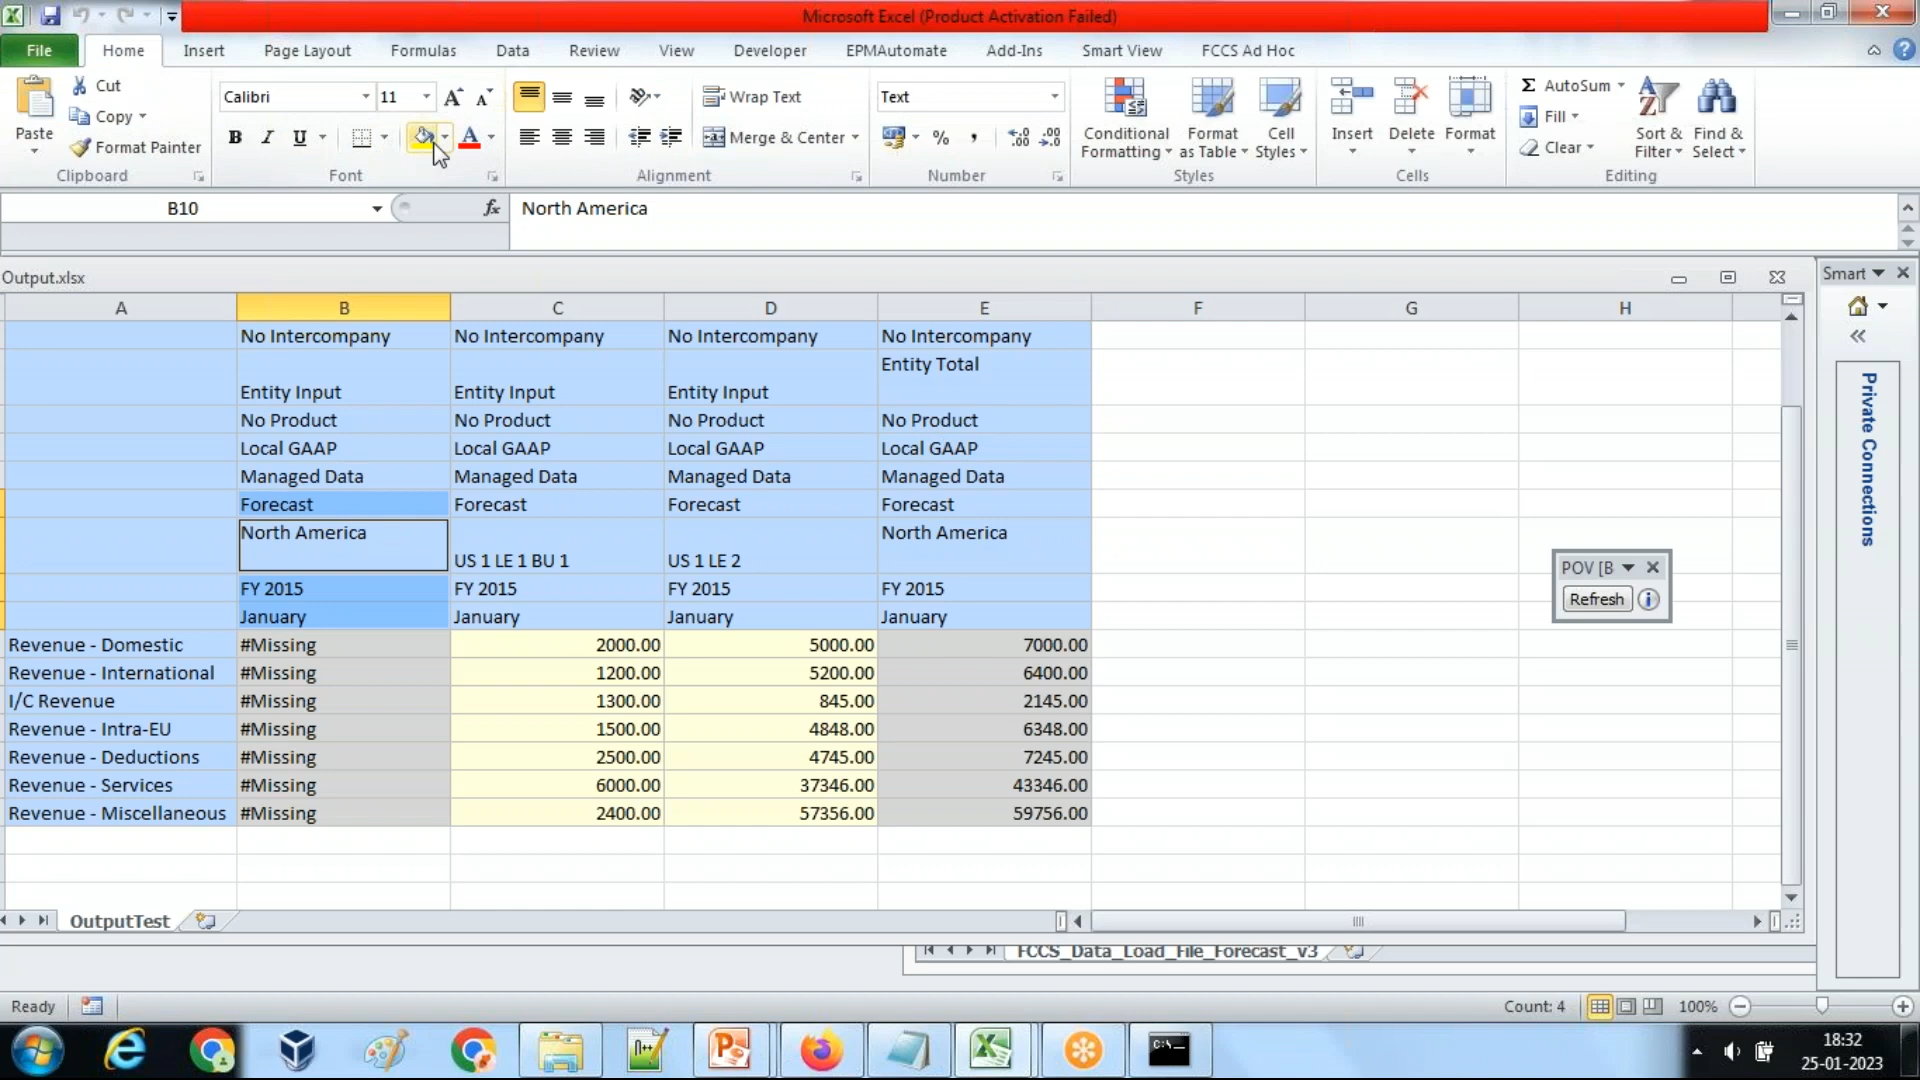 Microsoft Excel (Product Activation Failed)
File Home Insert Page Layout Formulas Data Review View Developer EPMAutomate Add-Ins Smart View FCCS Ad Hoc
Paste
Cut
Copy
Format Painter
Clipboard
Calibri 11
B I U A
Font
Wrap Text
Merge & Center
Alignment
Text
% ,
Number
Conditional Formatting
Format as Table
Cell Styles
Styles
Insert Delete Format
Cells
Σ AutoSum
Fill
Clear
Sort & Filter
Find & Select
Editing
B10 fx North America
Output.xlsx
Smart
A B C D E F G H
No Intercompany No Intercompany No Intercompany No Intercompany
Entity Input Entity Input Entity Input Entity Total
No Product No Product No Product No Product
Local GAAP Local GAAP Local GAAP Local GAAP
Managed Data Managed Data Managed Data Managed Data
Forecast Forecast Forecast Forecast
North America US 1 LE 1 BU 1 US 1 LE 2 North America
FY 2015 FY 2015 FY 2015 FY 2015
January January January January
Revenue - Domestic #Missing 2000.00 5000.00 7000.00
Revenue - International #Missing 1200.00 5200.00 6400.00
I/C Revenue #Missing 1300.00 845.00 2145.00
Revenue - Intra-EU #Missing 1500.00 4848.00 6348.00
Revenue - Deductions #Missing 2500.00 4745.00 7245.00
Revenue - Services #Missing 6000.00 37346.00 43346.00
Revenue - Miscellaneous #Missing 2400.00 57356.00 59756.00
POV [B
Refresh
Private Connections
OutputTest
FCCS_Data_Load_File_Forecast_v3
Ready Count: 4 100%
18:32
25-01-2023